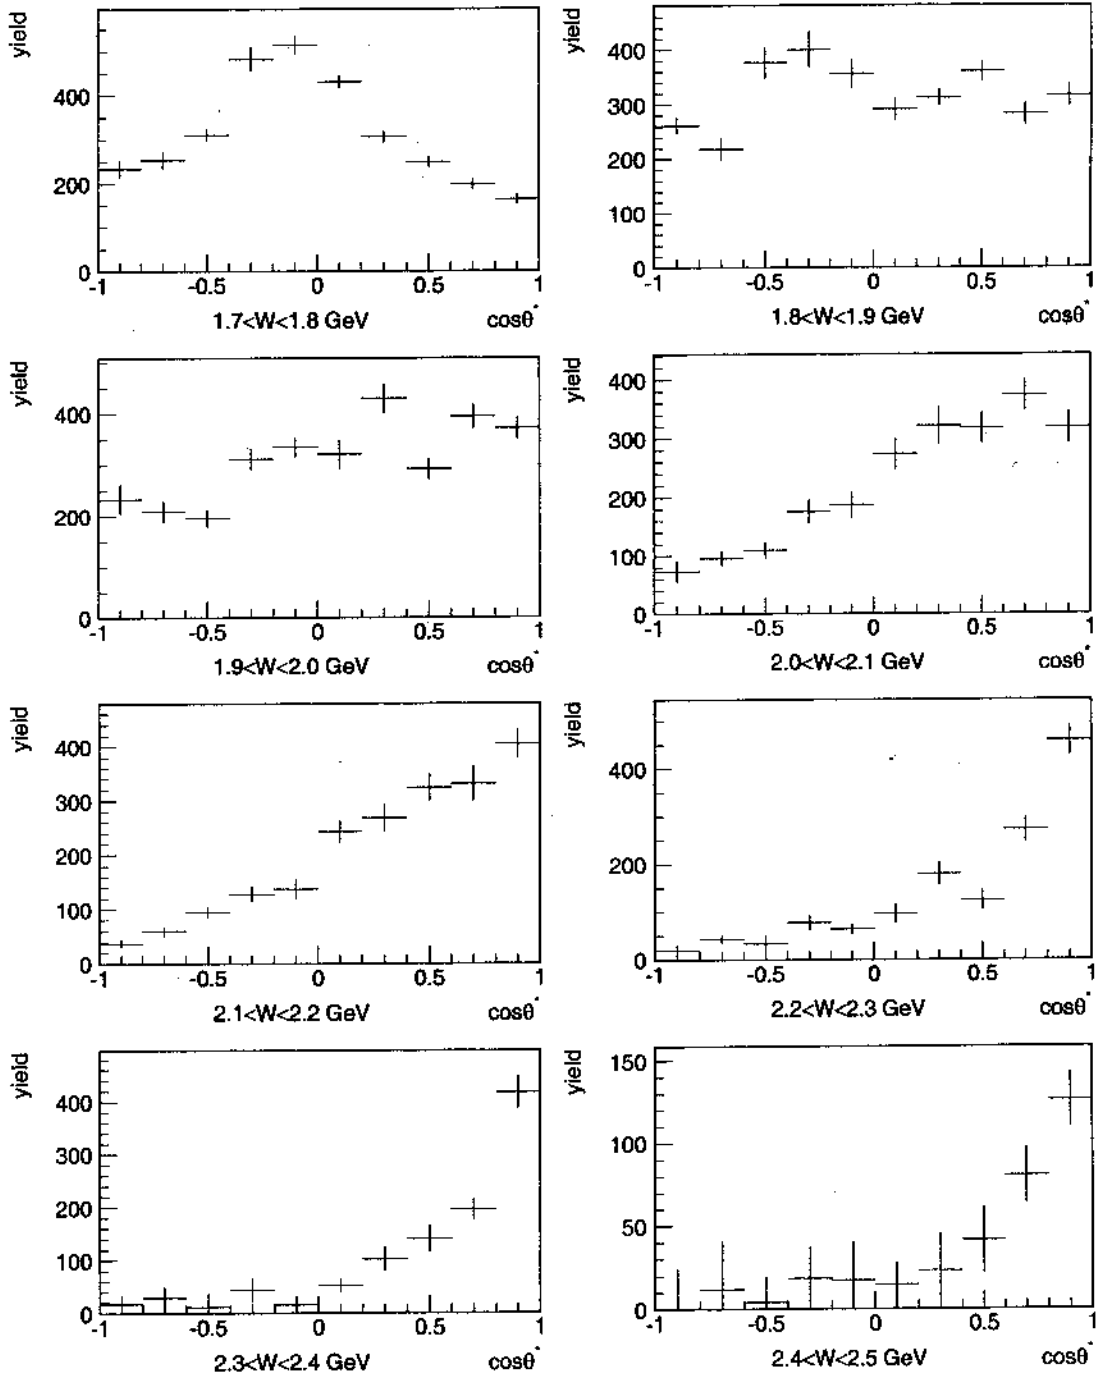 yield
400
200
0
-1 -0.5 0 0.5 1
1.7<W<1.8 GeV cosθ*
yield
400
300
200
100
0
-1 -0.5 0 0.5 1
1.8<W<1.9 GeV cosθ*
yield
400
200
0
-1 -0.5 0 0.5 1
1.9<W<2.0 GeV cosθ*
yield
400
300
200
100
0
-1 -0.5 0 0.5 1
2.0<W<2.1 GeV cosθ*
yield
400
300
200
100
0
-1 -0.5 0 0.5 1
2.1<W<2.2 GeV cosθ*
yield
400
200
0
-1 -0.5 0 0.5 1
2.2<W<2.3 GeV cosθ*
yield
400
300
200
100
0
-1 -0.5 0 0.5 1
2.3<W<2.4 GeV cosθ*
yield
150
100
50
0
-1 -0.5 0 0.5 1
2.4<W<2.5 GeV cosθ*